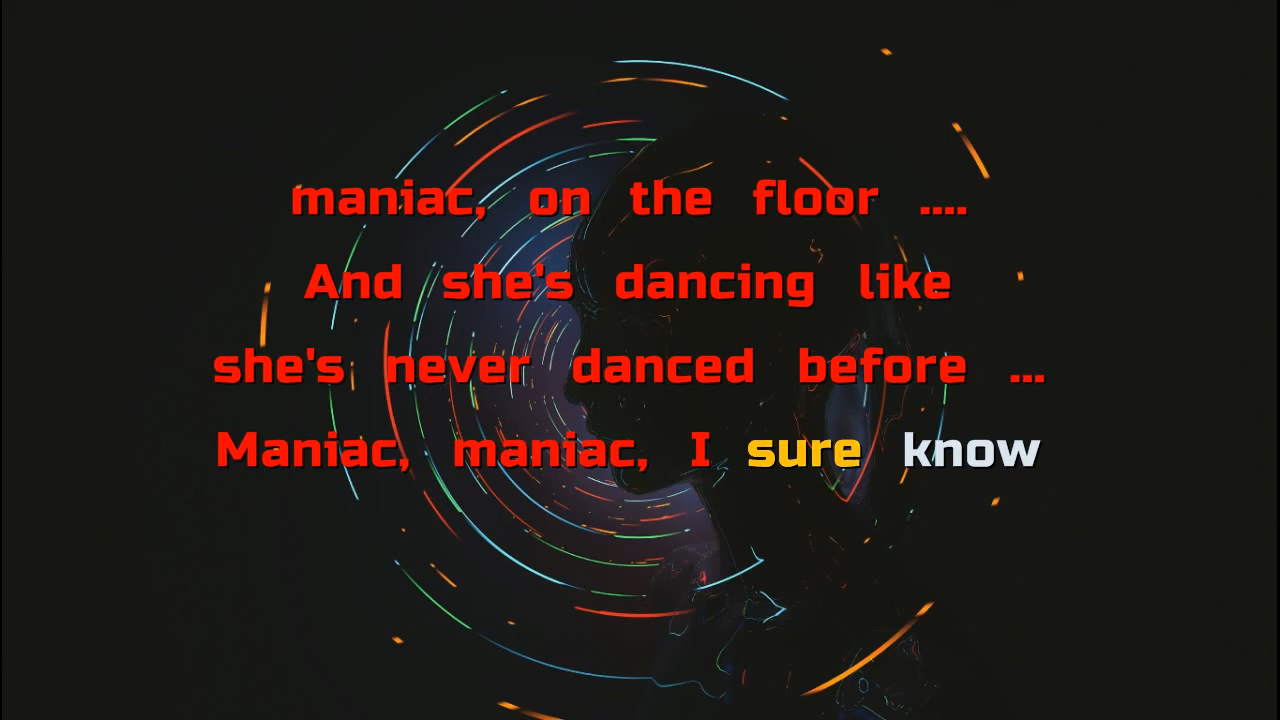 maniac, on the floor ....
And she's dancing like
she's never danced before ...
Maniac, maniac, I sure know